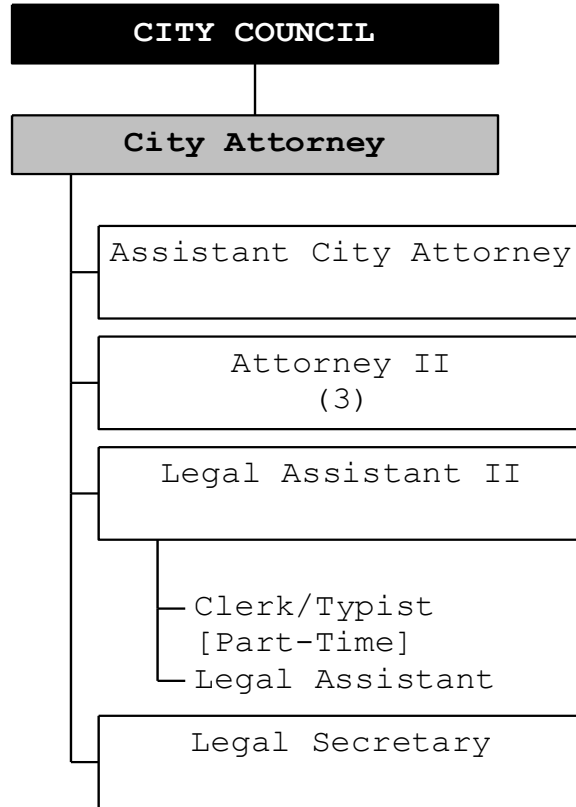 CITY COUNCIL
City Attorney
Assistant City Attorney
Attorney II
(3)
Legal Assistant II
Clerk/Typist
[Part-Time]
Legal Assistant
Legal Secretary